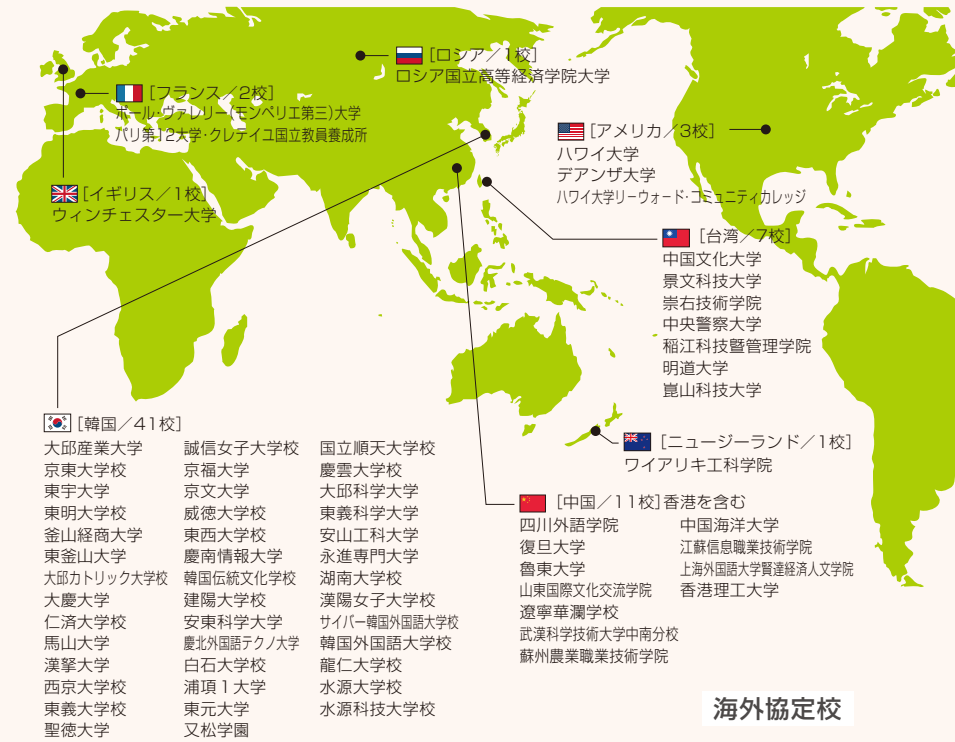 [ロシア／1校]
ロシア国立高等経済学院大学
[フランス／2校]
ポール・ヴァレリー(モンペリエ第三)大学
パリ第12大学・クレテイユ国立教員養成所
[イギリス／1校]
ウィンチェスター大学
[アメリカ／3校]
ハワイ大学
デアンザ大学
ハワイ大学リーウォード・コミュニティカレッジ
[台湾／7校]
中国文化大学
景文科技大学
崇右技術学院
中央警察大学
稲江科技暨管理学院
明道大学
崑山科技大学
[韓国／41校]
大邱産業大学
京東大学校
東宇大学
東明大学校
釜山経商大学
東釜山大学
大邱カトリック大学校
大慶大学
仁済大学校
馬山大学
漢拏大学
西京大学校
東義大学校
聖徳大学
誠信女子大学校
京福大学
京文大学
威徳大学校
東西大学校
慶南情報大学
韓国伝統文化学校
建陽大学校
安東科学大学
慶北外国語テクノ大学
白石大学校
浦項1大学
東元大学
又松学園
国立順天大学校
慶雲大学校
大邱科学大学
東義科学大学
安山工科大学
永進専門大学
湖南大学校
漢陽女子大学校
サイバー韓国外国語大学校
韓国外国語大学校
龍仁大学校
水源大学校
水源科技大学校
[ニュージーランド／1校]
ワイアリキ工科学院
[中国／11校]香港を含む
四川外語学院
復旦大学
魯東大学
山東国際文化交流学院
遼寧華瀾学校
武漢科学技術大学中南分校
蘇州農業職業技術学院
中国海洋大学
江蘇信息職業技術学院
上海外国語大学賢達経済人文学院
香港理工大学
海外協定校